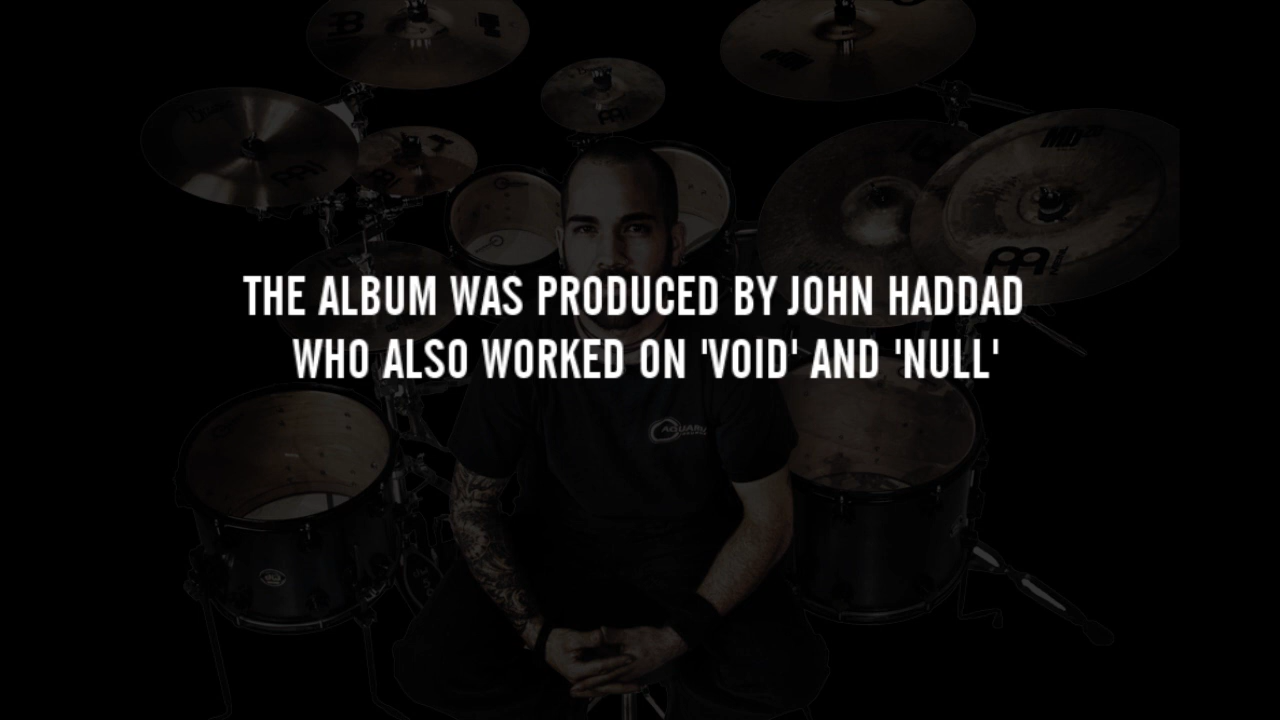 THE ALBUM WAS PRODUCED BY JOHN HADDAD
WHO ALSO WORKED ON 'VOID' AND 'NULL'